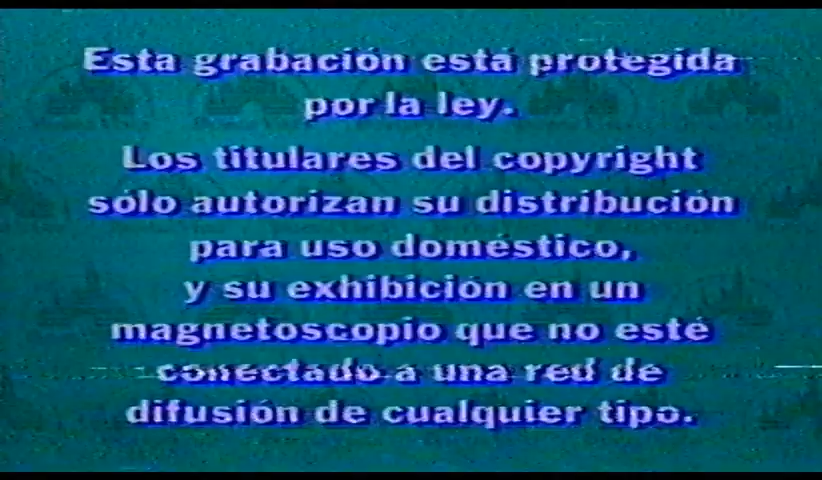 Esta grabación está protegida
por la ley.
Los titulares del copyright
sólo autorizan su distribución
para uso doméstico,
y su exhibición en un
magnetoscopio que no esté
conectado a una red de
difusión de cualquier tipo.